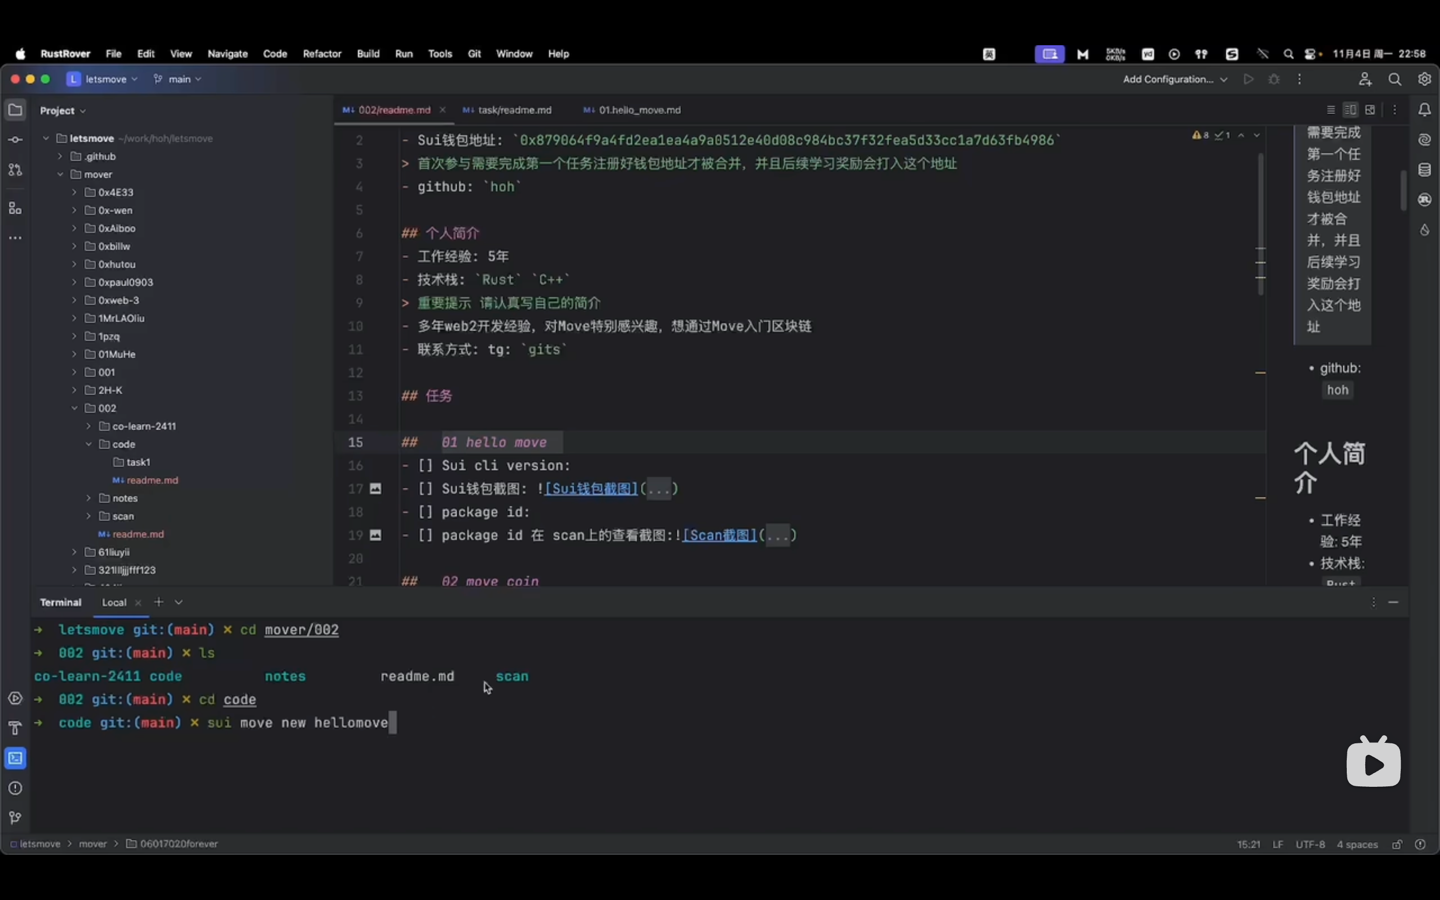 RustRover File Edit View Navigate Code Refactor Build Run Tools Git Window Help
英 5KB/s 0KB/s 11月4日 周一 22:58
L letsmove main Add Configuration...
Project
002/readme.md task/readme.md 01.hello_move.md
letsmove ~/work/hoh/letsmove
.github
mover
0x4E33
0x-wen
0xAiboo
0xbillw
0xhutou
0xpaul0903
0xweb-3
1MrLAOliu
1pzq
01MuHe
001
2H-K
002
co-learn-2411
code
task1
readme.md
notes
scan
readme.md
61liuyii
321llljjjfff123
2 - Sui钱包地址: `0x879064f9a4fd2ea1ea4a9a0512e40d08c984bc37f32fea5d33cc1a7d63fb4986`
3 > 首次参与需要完成第一个任务注册好钱包地址才被合并，并且后续学习奖励会打入这个地址
4 - github: `hoh`
5
6 ## 个人简介
7 - 工作经验: 5年
8 - 技术栈: `Rust` `C++`
9 > 重要提示 请认真写自己的简介
10 - 多年web2开发经验，对Move特别感兴趣，想通过Move入门区块链
11 - 联系方式: tg: `gits`
12
13 ## 任务
14
15 ## 01 hello move
16 - [] Sui cli version:
17 - [] Sui钱包截图: ![Sui钱包截图](...)
18 - [] package id:
19 - [] package id 在 scan上的查看截图:![Scan截图](...)
20
21 ## 02 move coin
8 1
需要完成
第一个任
务注册好
钱包地址
才被合
并，并且
后续学习
奖励会打
入这个地
址
• github:
hoh
个人简
介
• 工作经
验: 5年
• 技术栈:
Rust
Terminal Local
→ letsmove git:(main) × cd mover/002
→ 002 git:(main) × ls
co-learn-2411 code notes readme.md scan
→ 002 git:(main) × cd code
→ code git:(main) × sui move new hellomove
letsmove > mover > 06017020forever
15:21 LF UTF-8 4 spaces